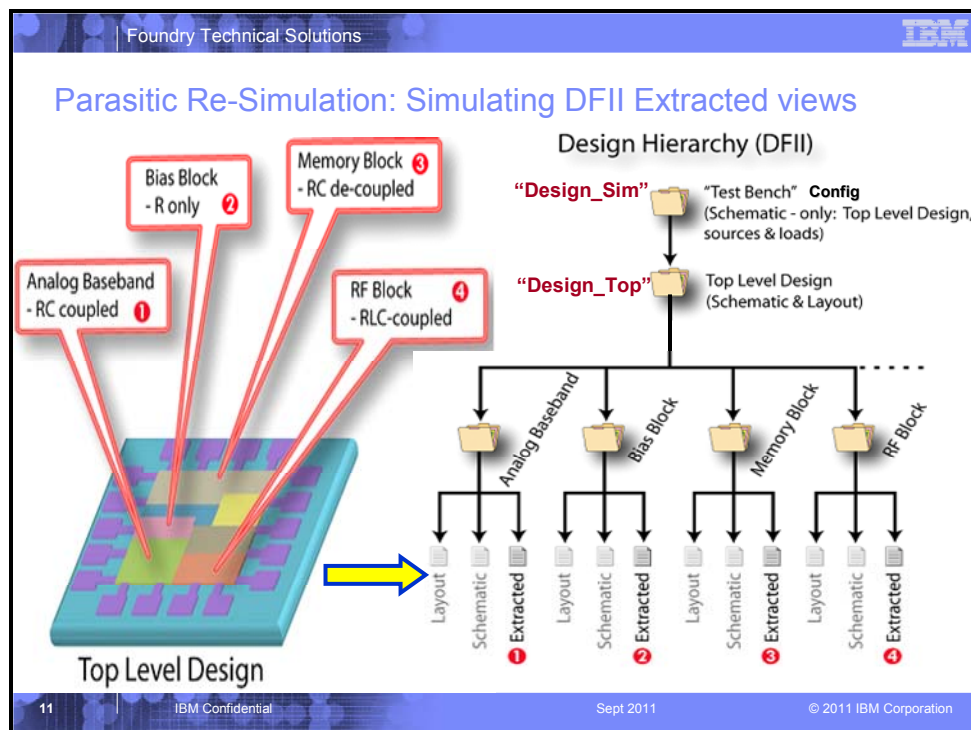 Foundry Technical Solutions
IBM
Parasitic Re-Simulation: Simulating DFII Extracted views
Analog Baseband
- RC coupled 1
Bias Block
- R only 2
Memory Block 3
- RC de-coupled
RF Block 4
- RLC-coupled
Top Level Design
Design Hierarchy (DFII)
“Design_Sim”
"Test Bench" Config
(Schematic - only: Top Level Design,
sources & loads)
“Design_Top”
Top Level Design
(Schematic & Layout)
Analog Baseband
Bias Block
Memory Block
RF Block
Layout
Schematic
Extracted
1
Layout
Schematic
Extracted
2
Layout
Schematic
Extracted
3
Layout
Schematic
Extracted
4
11
IBM Confidential
Sept 2011
© 2011 IBM Corporation